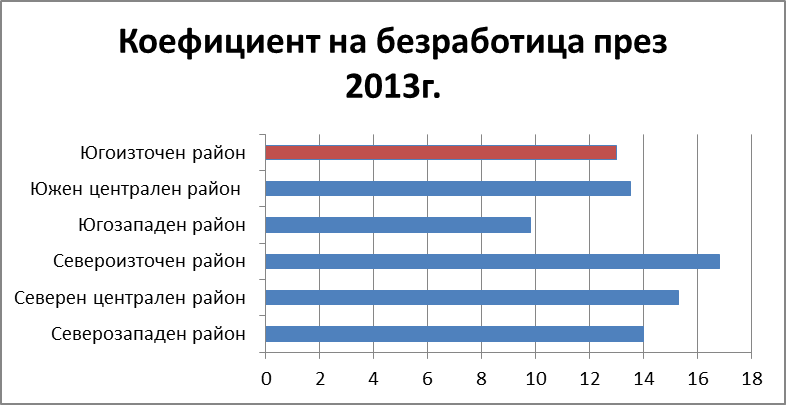 Коефициент на безработица през
2013г.
Югоизточен район
Южен централен район
Югозападен район
Североизточен район
Северен централен район
Северозападен район
0 2 4 6 8 10 12 14 16 18